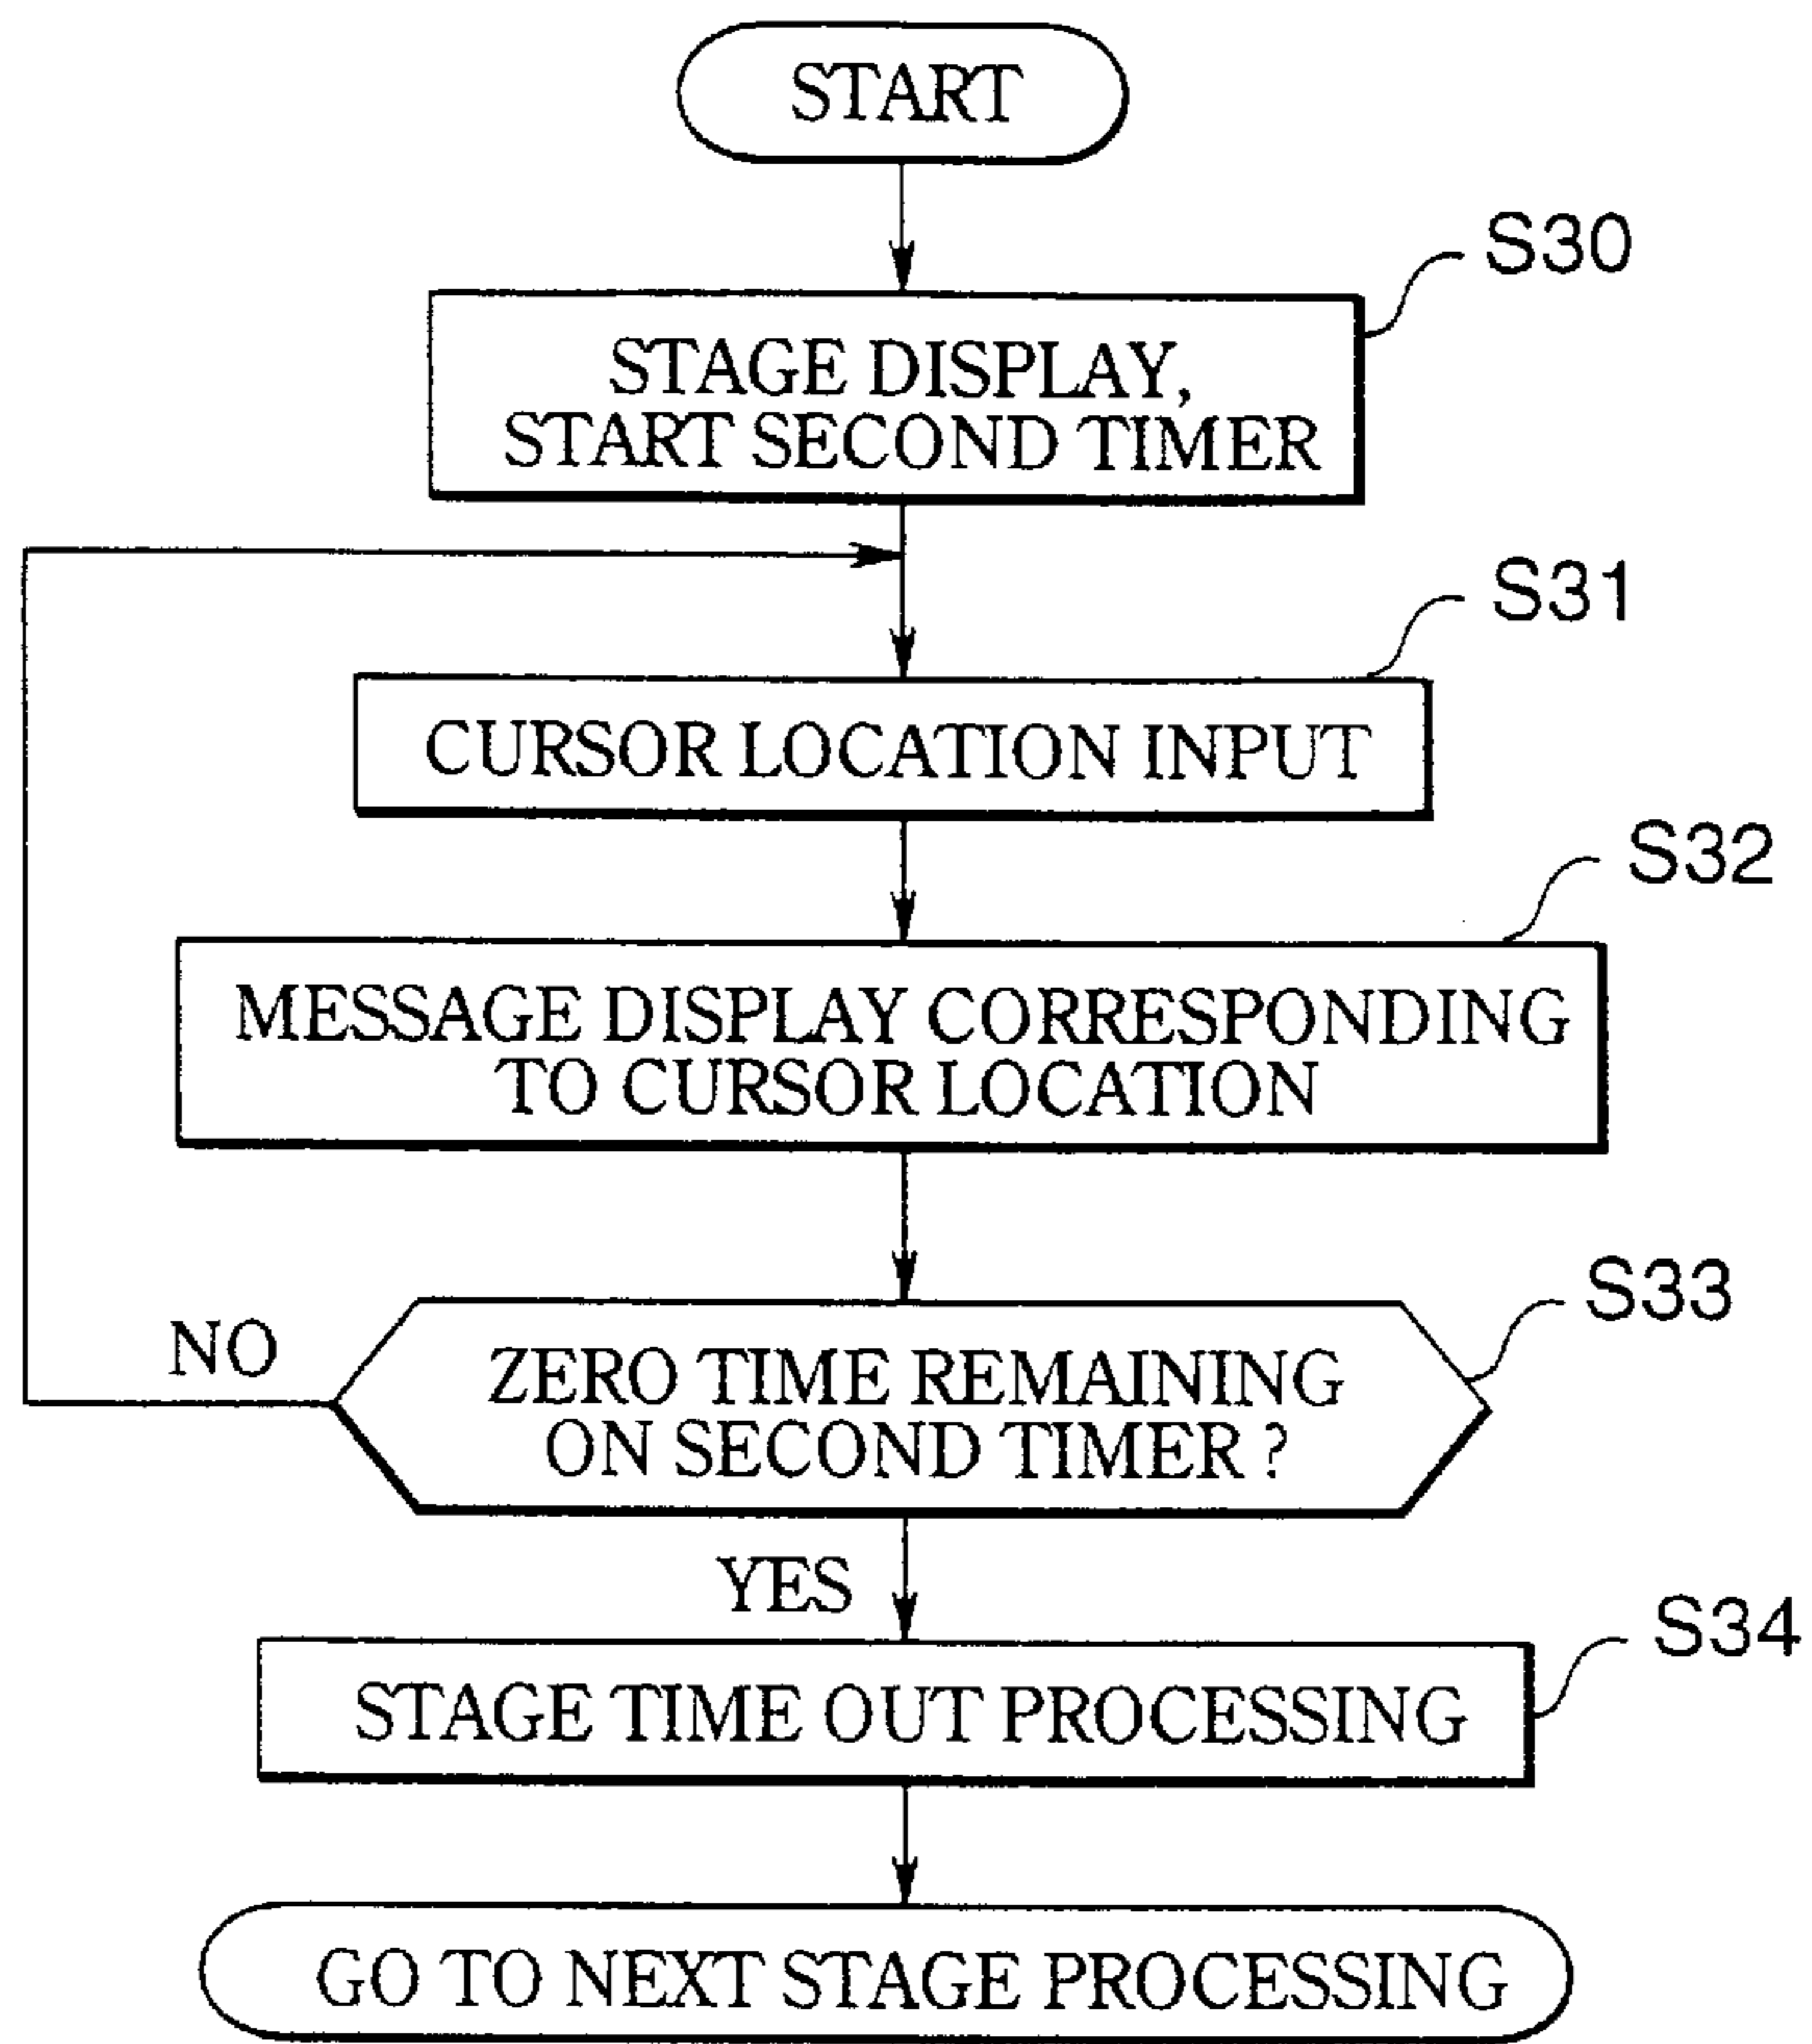 START
S30
STAGE DISPLAY,
START SECOND TIMER
S31
CURSOR LOCATION INPUT
S32
MESSAGE DISPLAY CORRESPONDING
TO CURSOR LOCATION
S33
NO
ZERO TIME REMAINING
ON SECOND TIMER ?
YES
S34
STAGE TIME OUT PROCESSING
GO TO NEXT STAGE PROCESSING